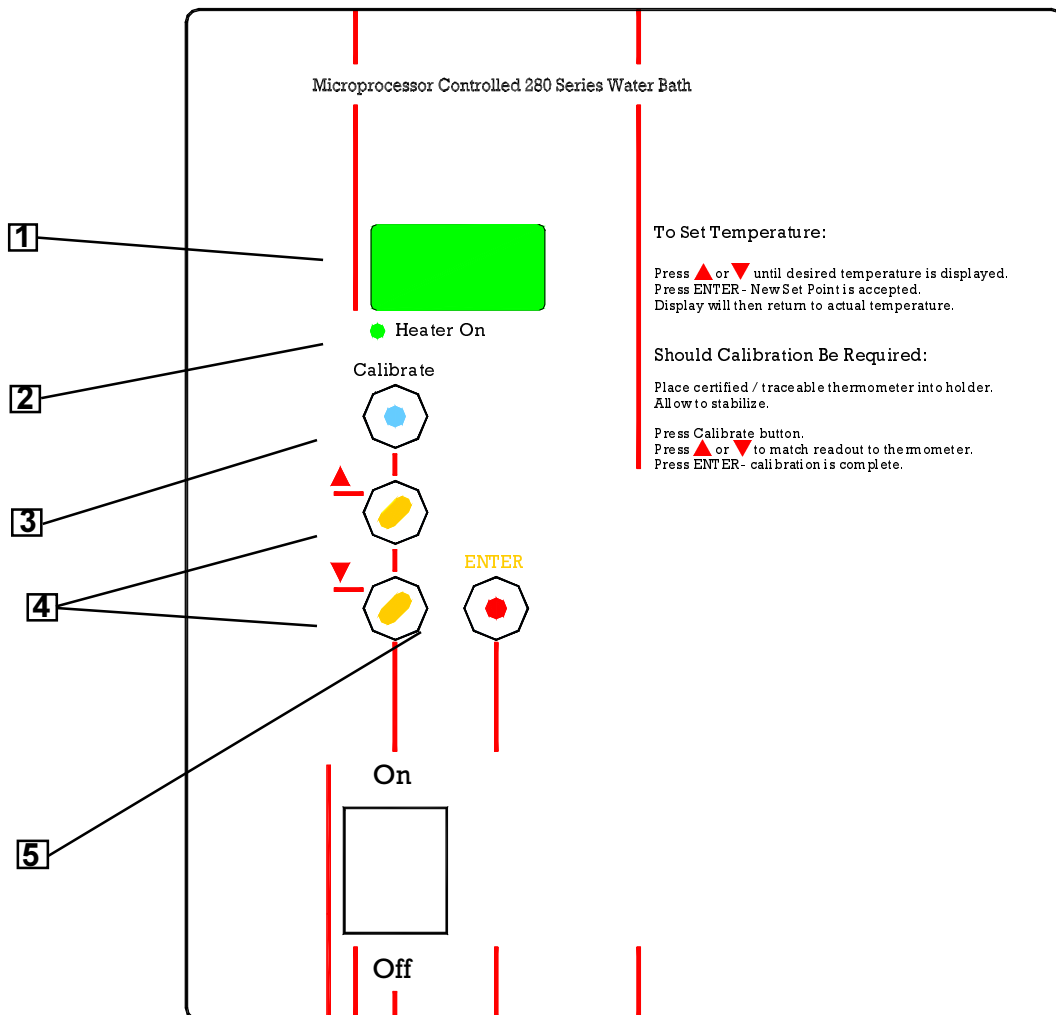 Microprocessor Controlled 280 Series Water Bath
1
To Set Temperature:
Press ▲ or ▼ until desired temperature is displayed.
Press ENTER - New Set Point is accepted.
Display will then return to actual temperature.
Heater On
2
Should Calibration Be Required:
Calibrate
Place certified / traceable thermometer into holder.
Allow to stabilize.
Press Calibrate button.
Press ▲ or ▼ to match readout to thermometer.
Press ENTER - calibration is complete.
3
ENTER
4
On
5
Off